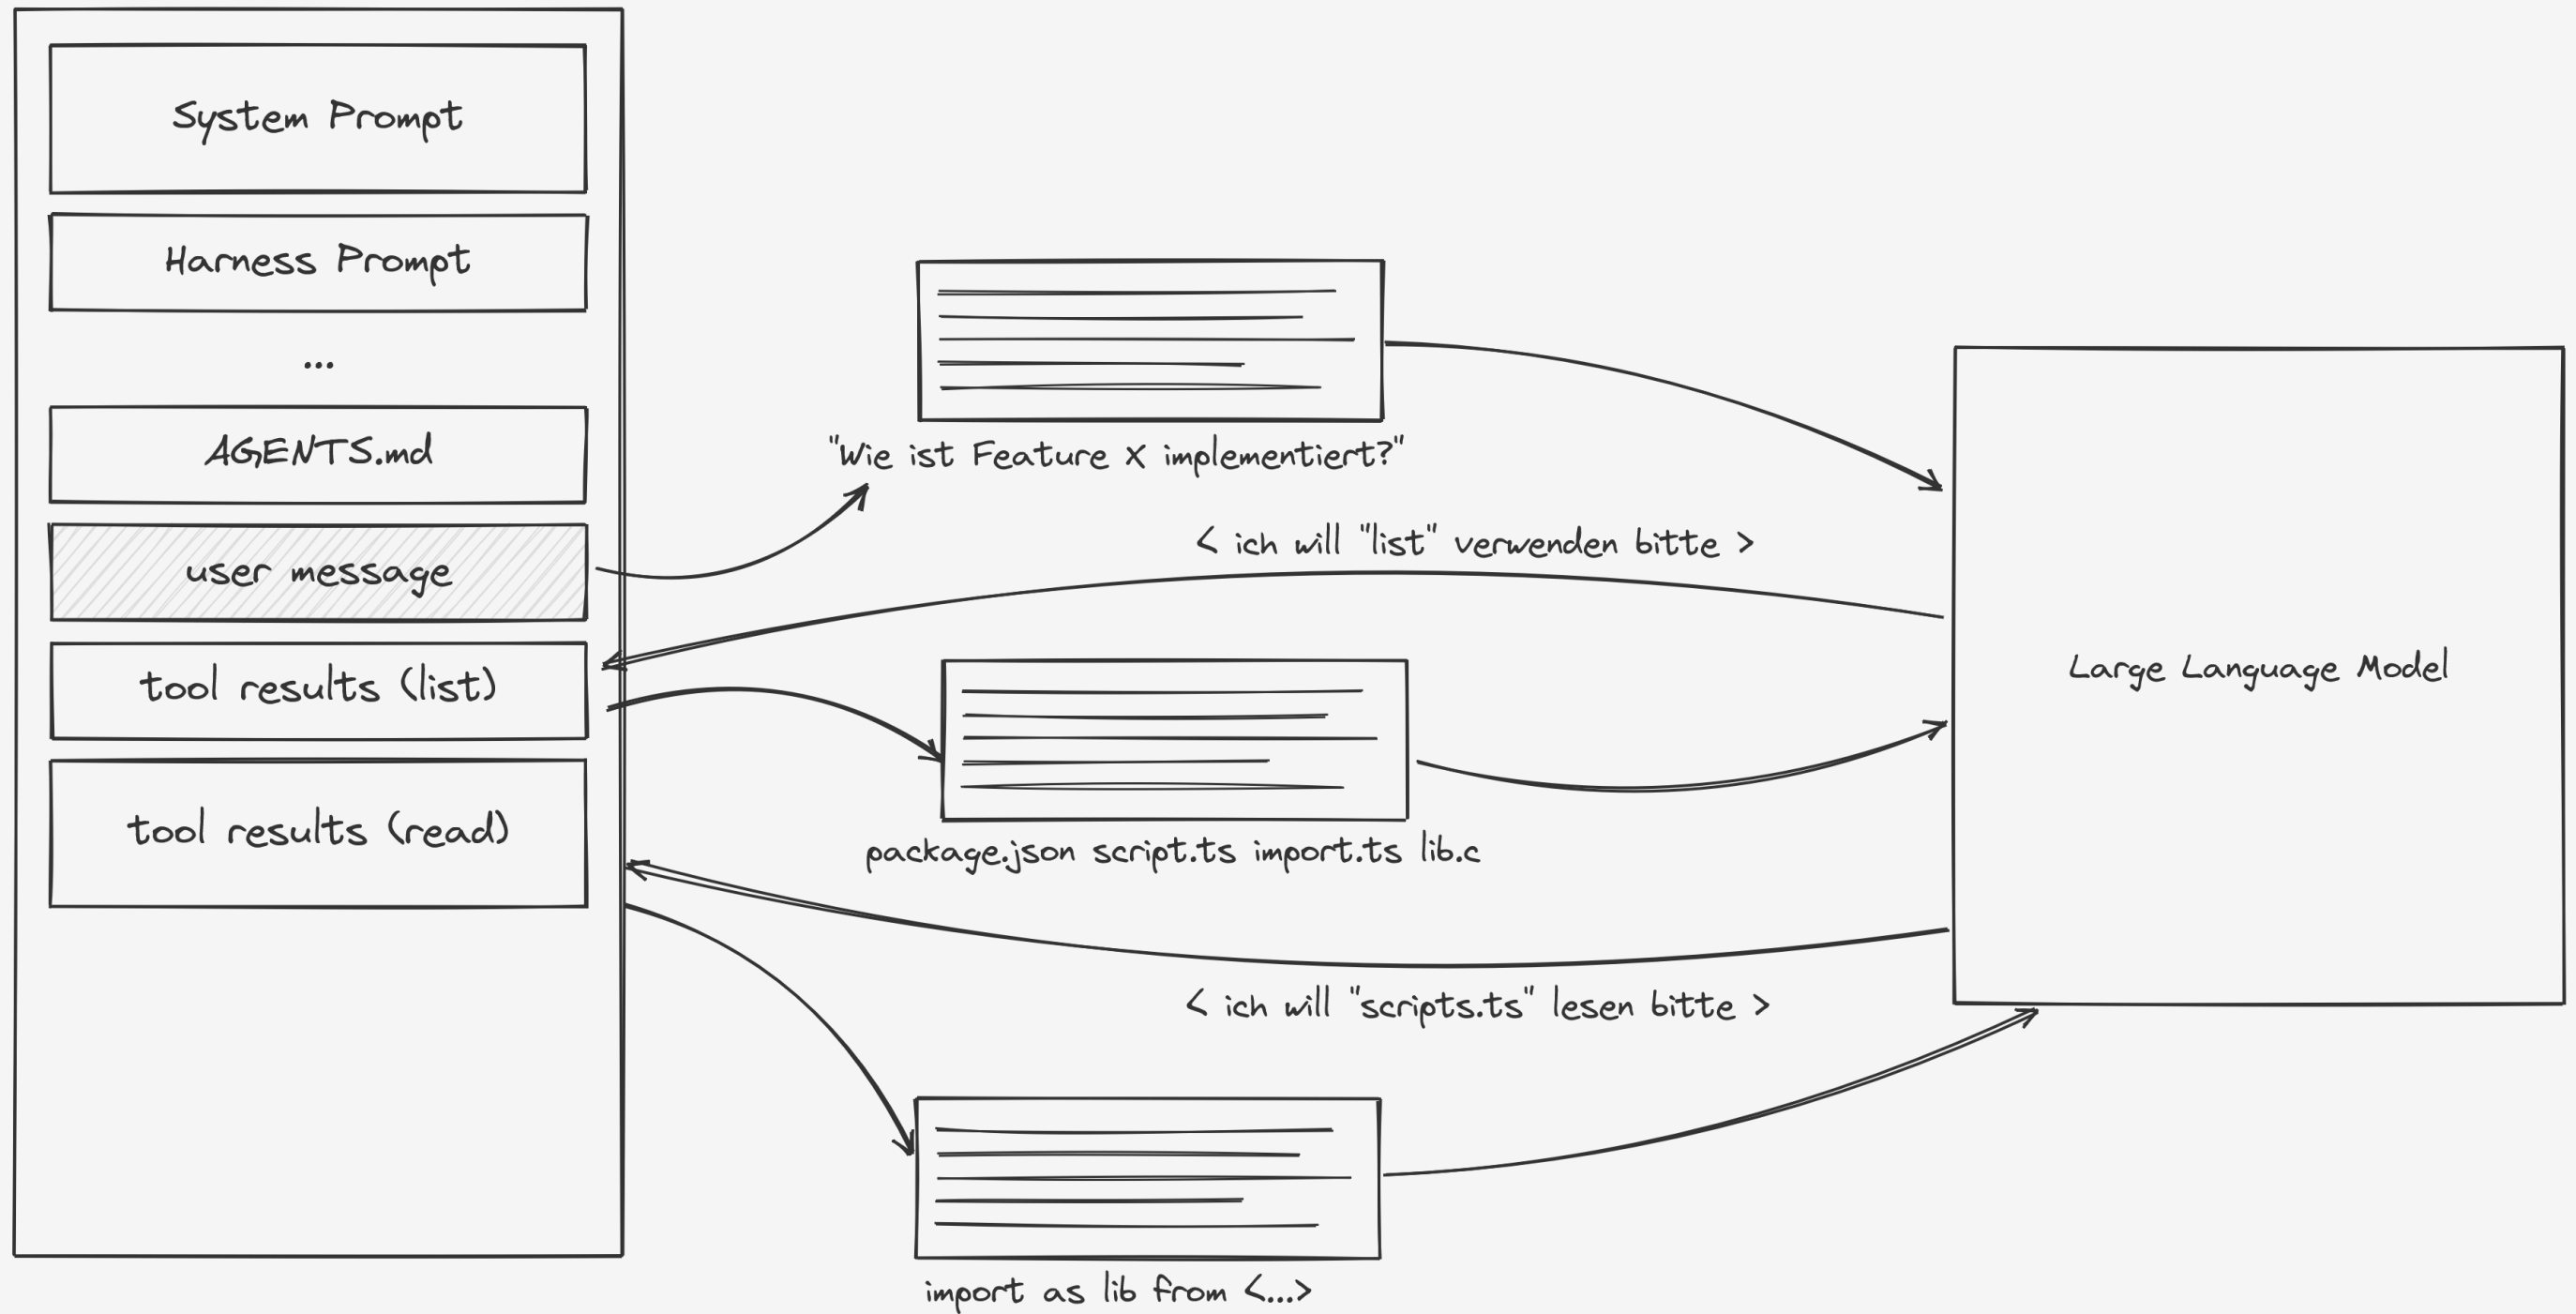 System Prompt
Harness Prompt
...
AGENTS.md
user message
tool results (list)
tool results (read)
"Wie ist Feature X implementiert?"
< ich will "list" verwenden bitte >
package.json script.ts import.ts lib.c
< ich will "scripts.ts" lesen bitte >
import as lib from <...>
Large Language Model